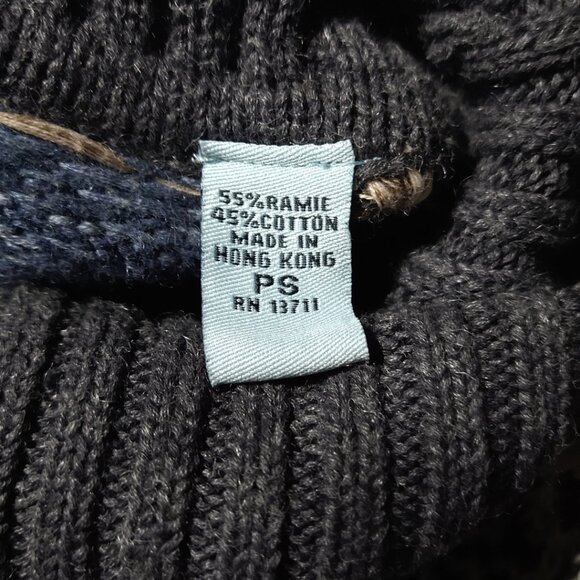 55%RAMIE
45%COTTON
MADE IN
HONG KONG
PS
RN 13711